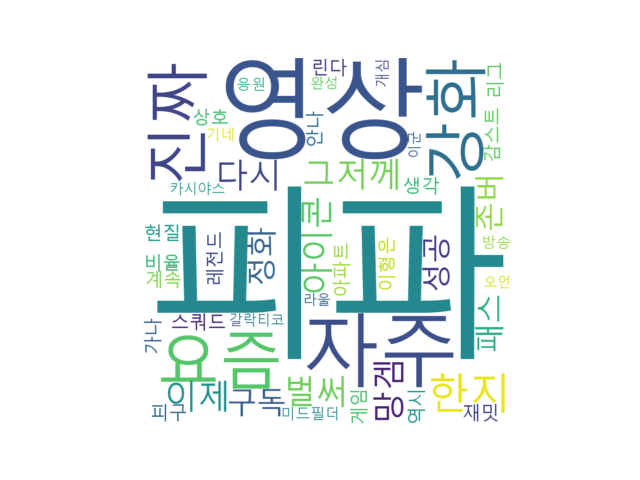 진짜
영상
강화
응원
린다
완성
개심
리그
상호
기네
한나
이군
감스트
다시
그저께
생각
존버
카시야스
피파
아이콘
현질
비율
계속
레전드
정화
아파트
이형은
성공
방송
오언
라울
가나
스쿼드
갈락티코
요즘
자주
패스
이제
구독
벌써
망겜
한지
피구
미드필더
게임
역시
재밋